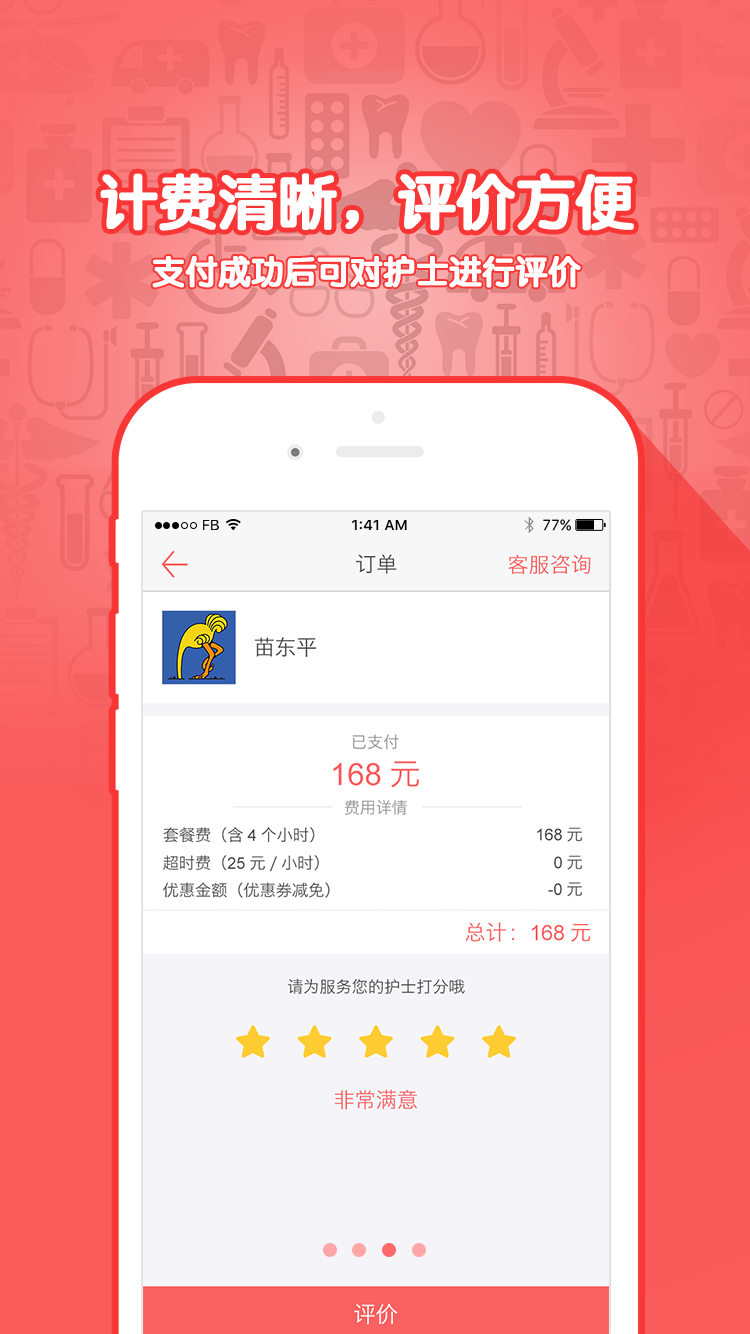 计费清晰，评价方便
支付成功后可对护士进行评价
FB 1:41 AM 77%
订单 客服咨询
苗东平
已支付
168 元
费用详情
套餐费（含 4 个小时） 168 元
超时费（25 元 / 小时） 0 元
优惠金额（优惠券减免） -0 元
总计： 168 元
请为服务您的护士打分哦
非常满意
评价